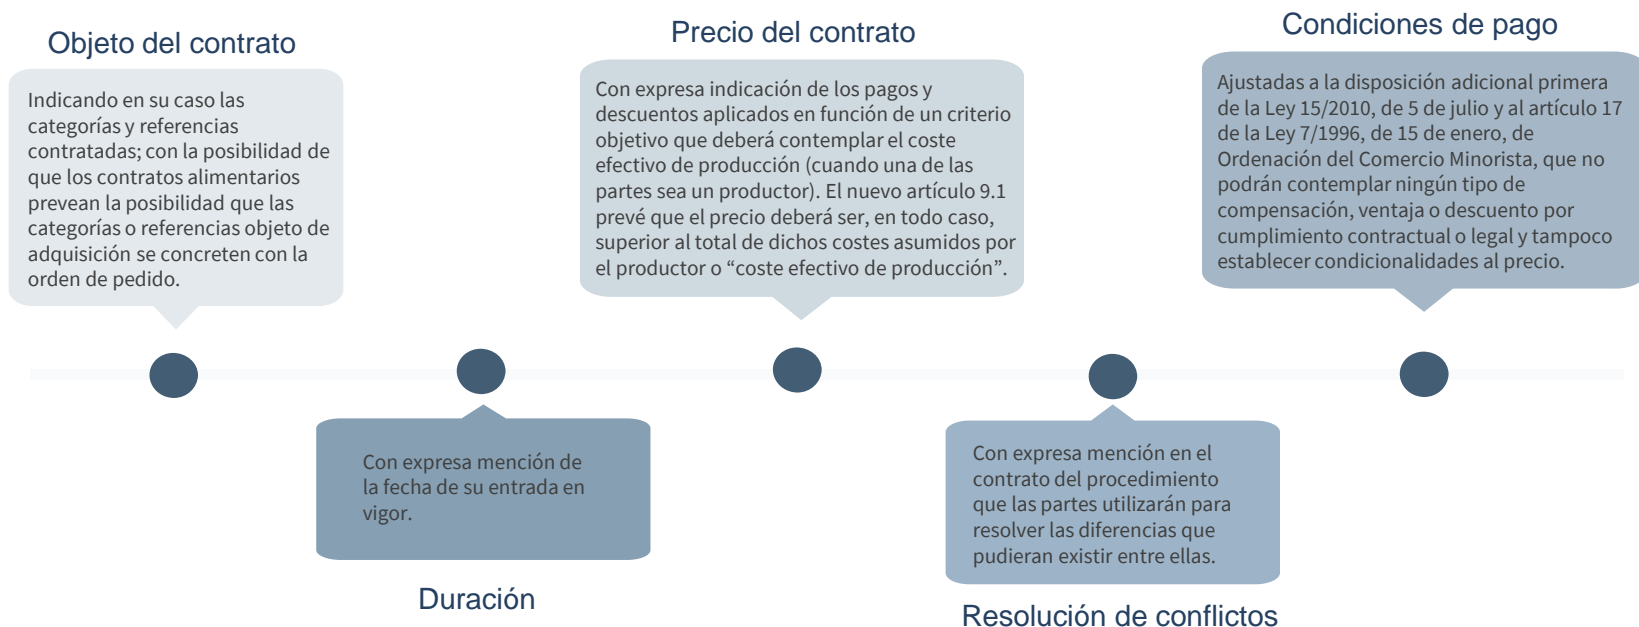 Objeto del contrato
Indicando en su caso las
categorías y referencias
contratadas; con la posibilidad de
que los contratos alimentarios
prevean la posibilidad que las
categorías o referencias objeto de
adquisición se concreten con la
orden de pedido.
Con expresa mención de
la fecha de su entrada en
vigor.
Duración
Precio del contrato
Con expresa indicación de los pagos y
descuentos aplicados en función de un criterio
objetivo que deberá contemplar el coste
efectivo de producción (cuando una de las
partes sea un productor). El nuevo artículo 9.1
prevé que el precio deberá ser, en todo caso,
superior al total de dichos costes asumidos por
el productor o “coste efectivo de producción”.
Con expresa mención en el
contrato del procedimiento
que las partes utilizarán para
resolver las diferencias que
pudieran existir entre ellas.
Resolución de conflictos
Condiciones de pago
Ajustadas a la disposición adicional primera
de la Ley 15/2010, de 5 de julio y al artículo 17
de la Ley 7/1996, de 15 de enero, de
Ordenación del Comercio Minorista, que no
podrán contemplar ningún tipo de
compensación, ventaja o descuento por
cumplimiento contractual o legal y tampoco
establecer condicionalidades al precio.